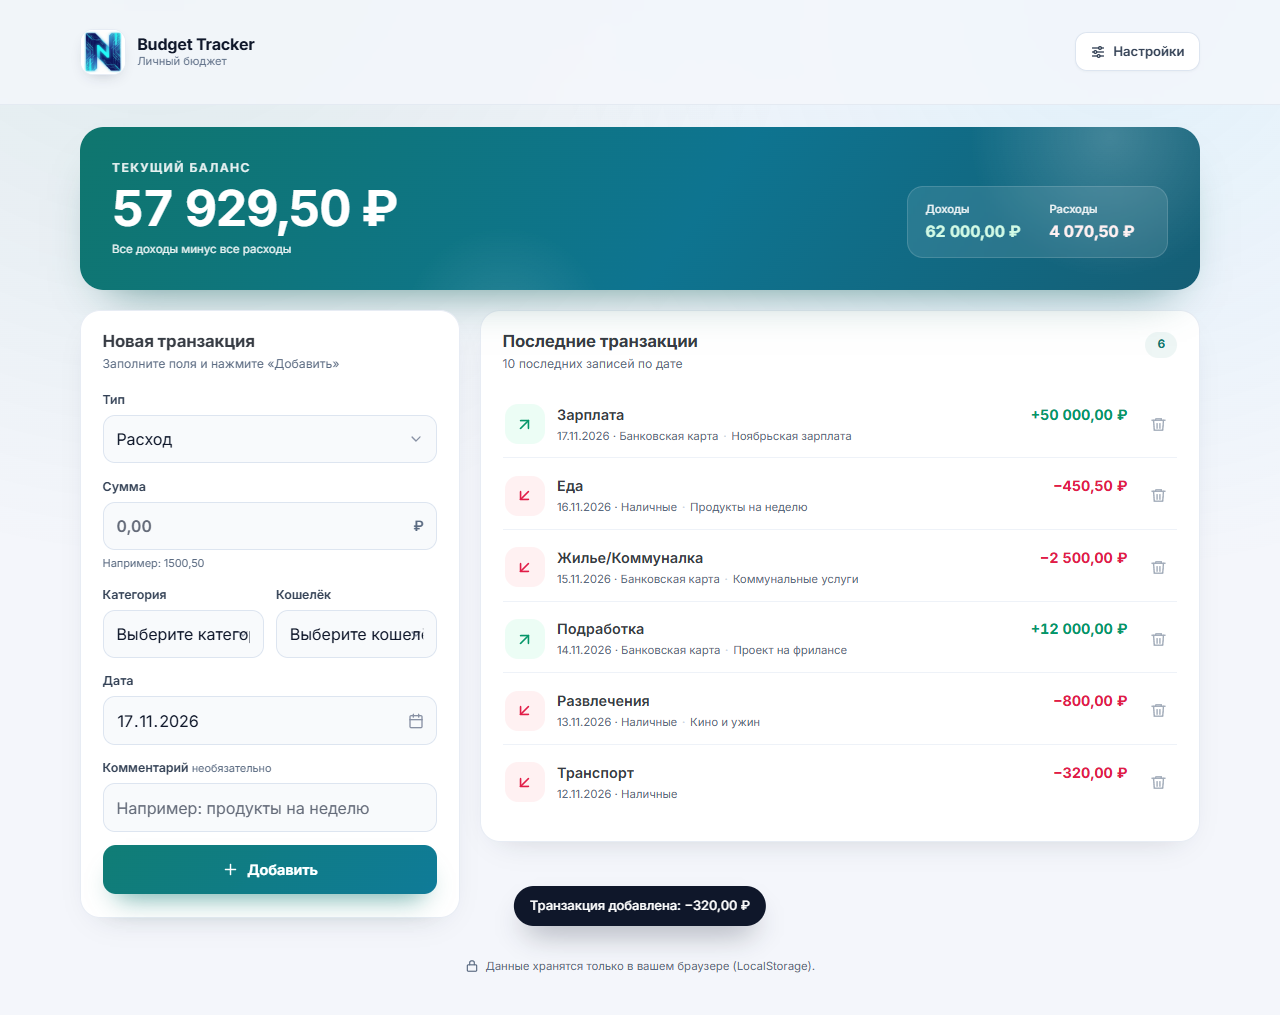 Budget Tracker
Личный бюджет
Настройки
ТЕКУЩИЙ БАЛАНС
57 929,50 ₽
Все доходы минус все расходы
Доходы
62 000,00 ₽
Расходы
4 070,50 ₽
Новая транзакция
Заполните поля и нажмите «Добавить»
Тип
Расход
Сумма
0,00 ₽
Например: 1500,50
Категория
Выберите катего
Кошелёк
Выберите кошел
Дата
17.11.2026
Комментарий необязательно
Например: продукты на неделю
Добавить
Последние транзакции
10 последних записей по дате
6
Зарплата
+50 000,00 ₽
17.11.2026 · Банковская карта · Ноябрьская зарплата
Еда
−450,50 ₽
16.11.2026 · Наличные · Продукты на неделю
Жилье/Коммуналка
−2 500,00 ₽
15.11.2026 · Банковская карта · Коммунальные услуги
Подработка
+12 000,00 ₽
14.11.2026 · Банковская карта · Проект на фрилансе
Развлечения
−800,00 ₽
13.11.2026 · Наличные · Кино и ужин
Транспорт
−320,00 ₽
12.11.2026 · Наличные
Транзакция добавлена: −320,00 ₽
Данные хранятся только в вашем браузере (LocalStorage).